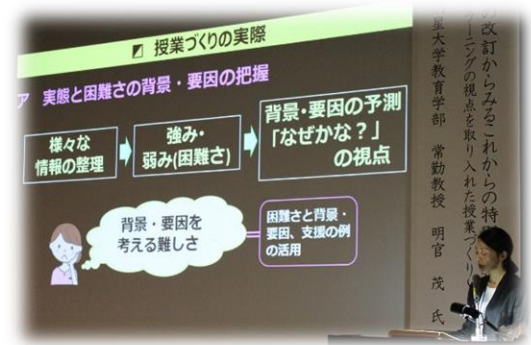 授業づくりの実際
ア 実態と困難さの背景・要因の把握
様々な
情報の整理
強み・
弱み(困難さ)
背景・要因の予測
「なぜかな?」
の視点
背景・要因を
考える難しさ
困難さと背景・
要因、支援の例
の活用
の改訂からみるこれからの特
ーニングの視点を取り入れた授業づくり
星大学教育学部 常勤教授 明官 茂 氏